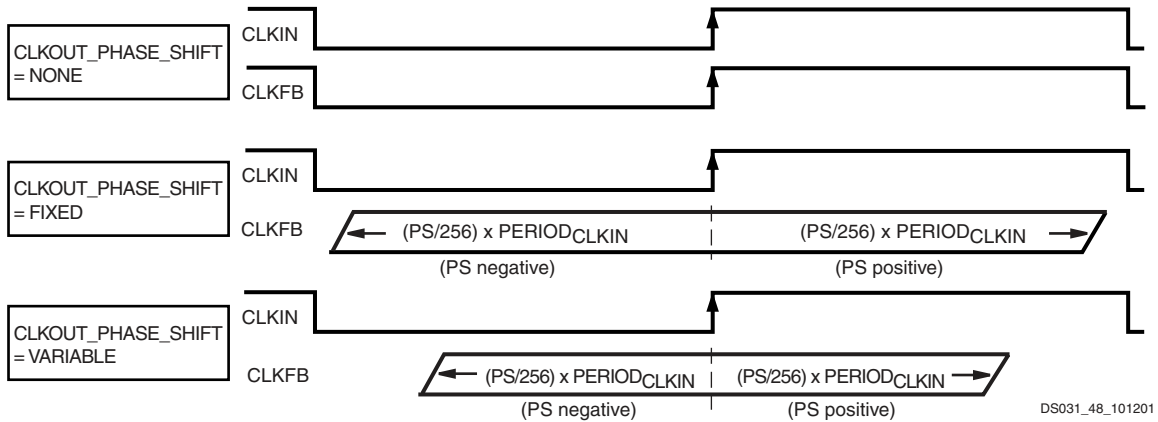 CLKOUT_PHASE_SHIFT
= NONE
CLKIN
CLKFB
CLKOUT_PHASE_SHIFT
= FIXED
CLKIN
CLKFB
(PS/256) x PERIODCLKIN
(PS/256) x PERIODCLKIN
(PS negative)
(PS positive)
CLKOUT_PHASE_SHIFT
= VARIABLE
CLKIN
CLKFB
(PS/256) x PERIODCLKIN
(PS/256) x PERIODCLKIN
(PS negative)
(PS positive)
DS031_48_101201